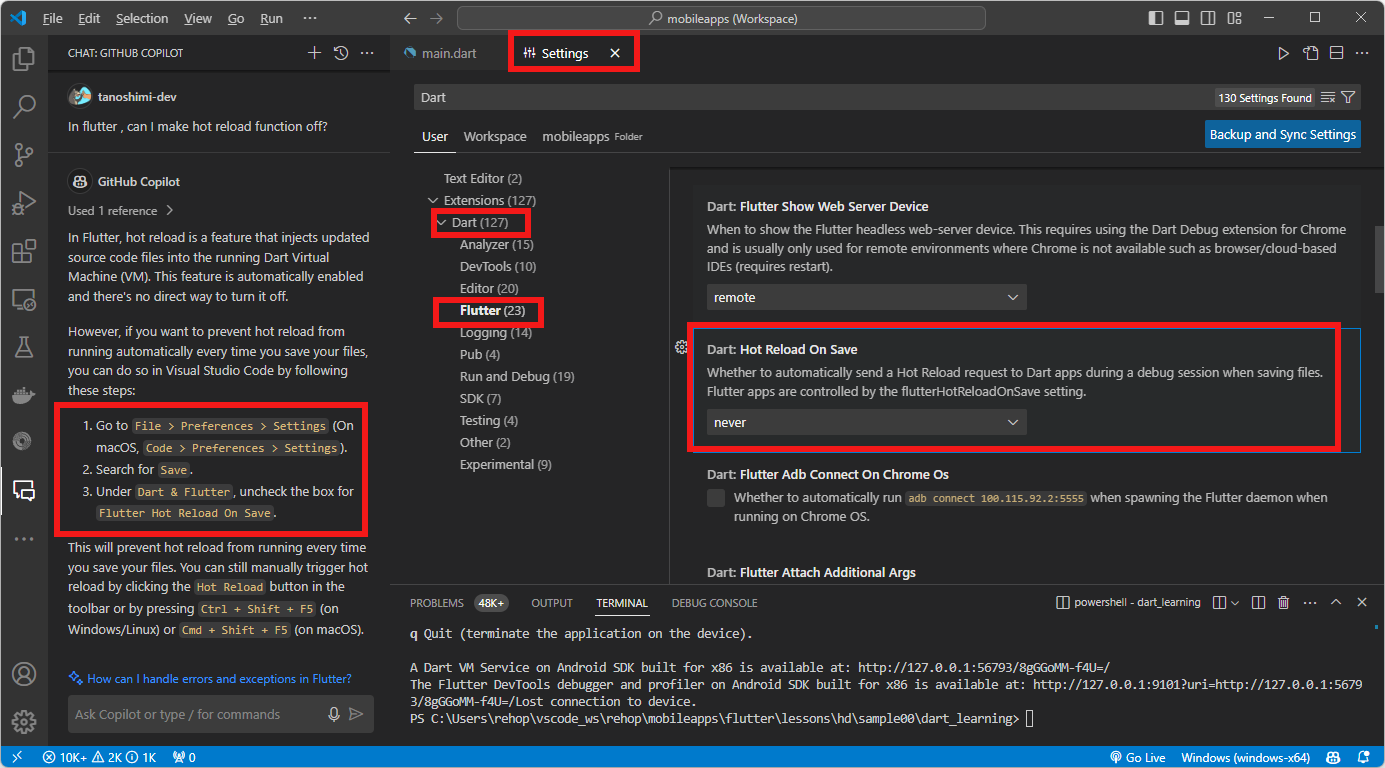 File Edit Selection View Go Run ···
mobileapps (Workspace)
CHAT: GITHUB COPILOT
tanoshimi-dev
In flutter , can I make hot reload function off?
GitHub Copilot
Used 1 reference
In Flutter, hot reload is a feature that injects updated
source code files into the running Dart Virtual
Machine (VM). This feature is automatically enabled
and there's no direct way to turn it off.
However, if you want to prevent hot reload from
running automatically every time you save your files,
you can do so in Visual Studio Code by following
these steps:
1. Go to File > Preferences > Settings (On
macOS, Code > Preferences > Settings).
2. Search for Save.
3. Under Dart & Flutter, uncheck the box for
Flutter Hot Reload On Save.
This will prevent hot reload from running every time
you save your files. You can still manually trigger hot
reload by clicking the Hot Reload button in the
toolbar or by pressing Ctrl + Shift + F5 (on
Windows/Linux) or Cmd + Shift + F5 (on macOS).
How can I handle errors and exceptions in Flutter?
Ask Copilot or type / for commands
main.dart
Settings
Dart
130 Settings Found
User Workspace mobileapps Folder
Backup and Sync Settings
Text Editor (2)
Extensions (127)
Dart (127)
Analyzer (15)
DevTools (10)
Editor (20)
Flutter (23)
Logging (14)
Pub (4)
Run and Debug (19)
SDK (7)
Testing (4)
Other (2)
Experimental (9)
Dart: Flutter Show Web Server Device
When to show the Flutter headless web-server device. This requires using the Dart Debug extension for Chrome
and is usually only used for remote environments where Chrome is not available such as browser/cloud-based
IDEs (requires restart).
remote
Dart: Hot Reload On Save
Whether to automatically send a Hot Reload request to Dart apps during a debug session when saving files.
Flutter apps are controlled by the flutterHotReloadOnSave setting.
never
Dart: Flutter Adb Connect On Chrome Os
Whether to automatically run adb connect 100.115.92.2:5555 when spawning the Flutter daemon when
running on Chrome OS.
Dart: Flutter Attach Additional Args
PROBLEMS 48K+ OUTPUT TERMINAL DEBUG CONSOLE
powershell - dart_learning
q Quit (terminate the application on the device).
A Dart VM Service on Android SDK built for x86 is available at: http://127.0.0.1:56793/8gGGoMM-f4U=/
The Flutter DevTools debugger and profiler on Android SDK built for x86 is available at: http://127.0.0.1:9101?uri=http://127.0.0.1:5679
3/8gGGoMM-f4U=/Lost connection to device.
PS C:\Users\rehop\vscode_ws\rehop\mobileapps\flutter\lessons\hd\sample00\dart_learning>
10K+ 2K 1K 0
Go Live Windows (windows-x64)